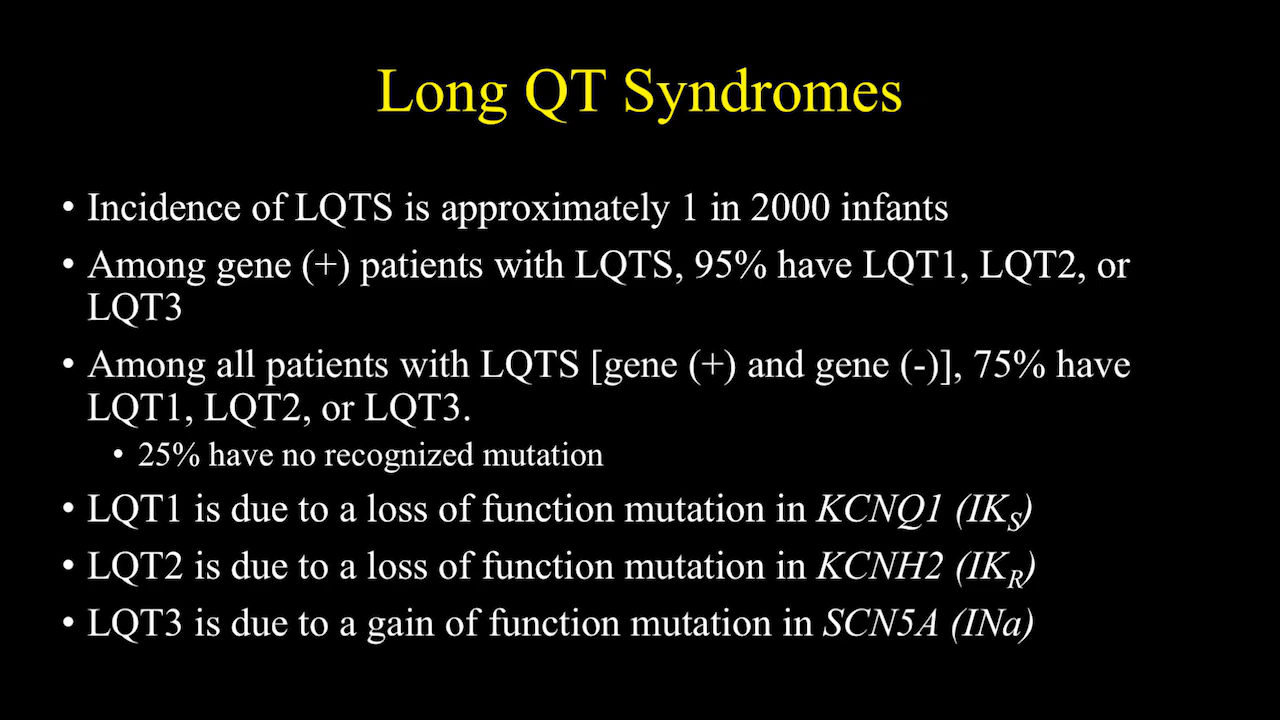 Long QT Syndromes
• Incidence of LQTS is approximately 1 in 2000 infants
• Among gene (+) patients with LQTS, 95% have LQT1, LQT2, or
LQT3
• Among all patients with LQTS [gene (+) and gene (-)], 75% have
LQT1, LQT2, or LQT3.
• 25% have no recognized mutation
• LQT1 is due to a loss of function mutation in KCNQ1 (IKS)
• LQT2 is due to a loss of function mutation in KCNH2 (IKR)
• LQT3 is due to a gain of function mutation in SCN5A (INa)